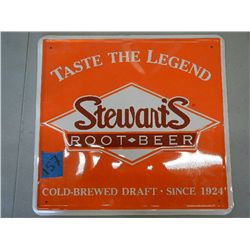 TASTE THE LEGEND
Stewart's
ROOT BEER
COLD-BREWED DRAFT · SINCE 1924